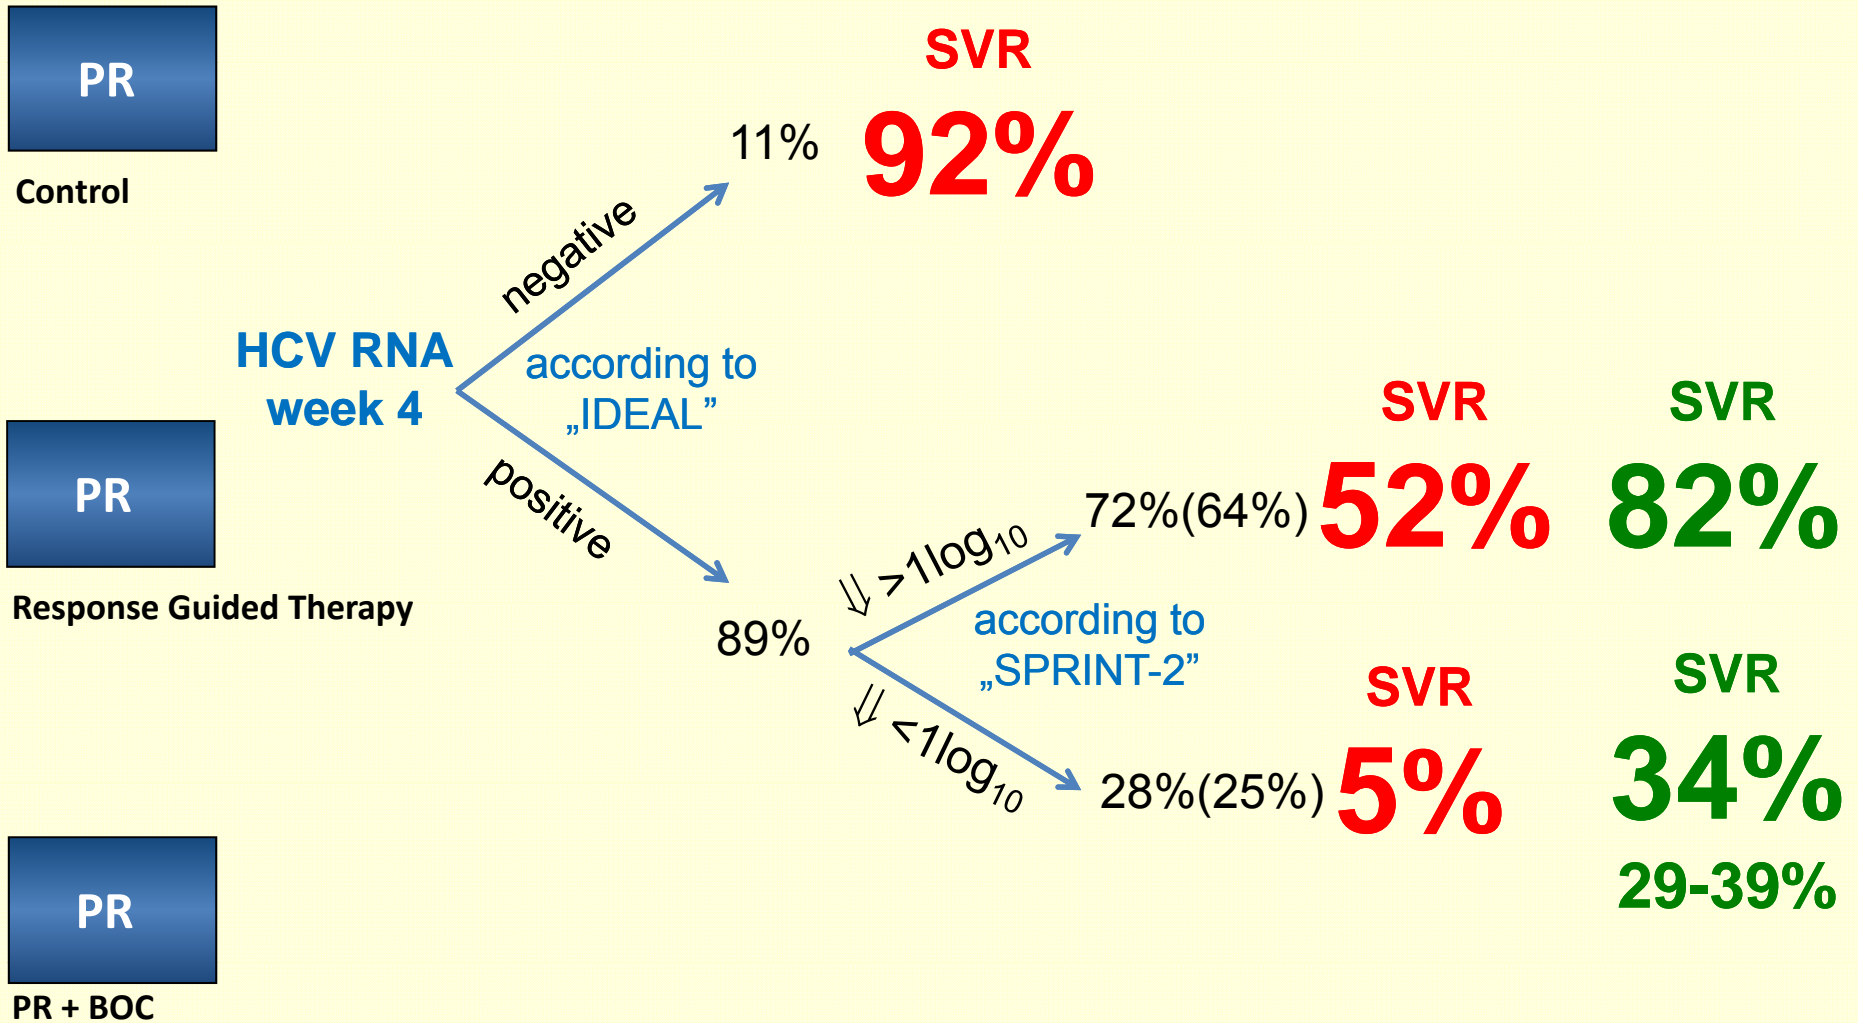 PR
Control
SVR
11% 92%
negative
HCV RNA
week 4
according to
„IDEAL”
positive
PR
Response Guided Therapy
89%
⇓ >1log10
according to
„SPRINT-2”
⇓ <1log10
SVR SVR
72%(64%) 52% 82%
SVR SVR
28%(25%) 5% 34%
29-39%
PR
PR + BOC